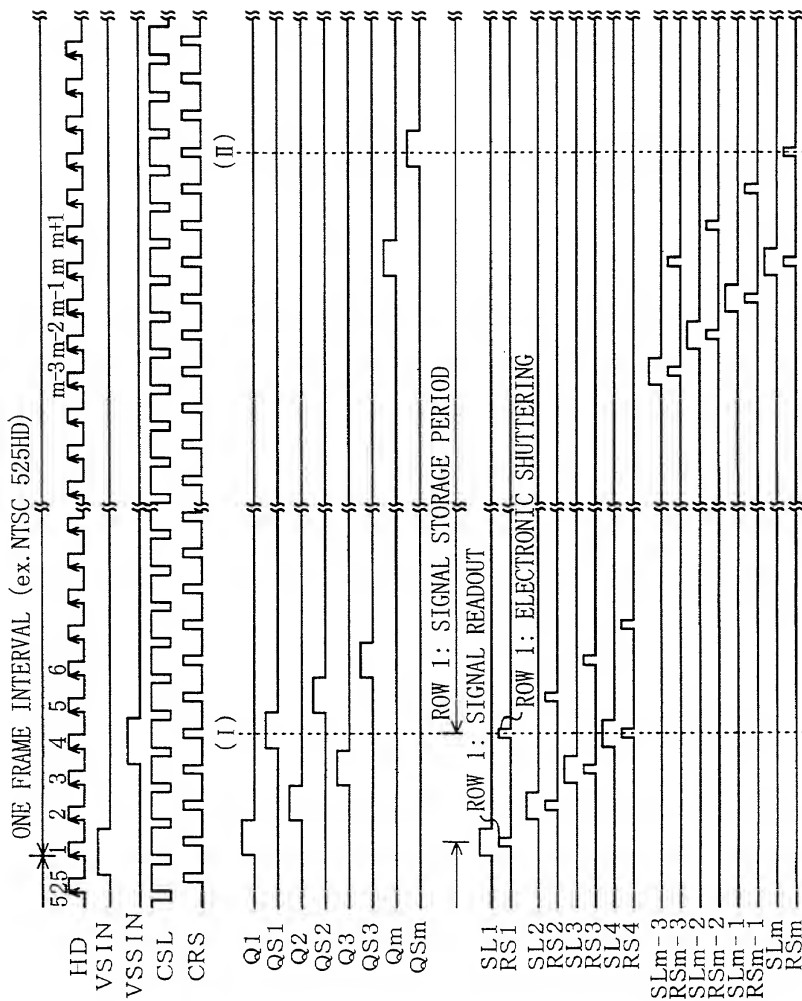 ONE FRAME INTERVAL (ex.NTSC 525HD)
525 1 2 3 4 5 6 m-3 m-2 m-1 m m+1
HD
VSIN
VSSIN
CSL
CRS
(I) (II)
Q1
QS1
Q2
QS2
Q3
QS3
Qm
QSm
ROW 1: SIGNAL STORAGE PERIOD
ROW 1: SIGNAL READOUT
SL1
RS1
ROW 1: ELECTRONIC SHUTTERING
SL2
RS2
SL3
RS3
SL4
RS4
SLm-3
RSm-3
SLm-2
RSm-2
SLm-1
RSm-1
SLm
RSm